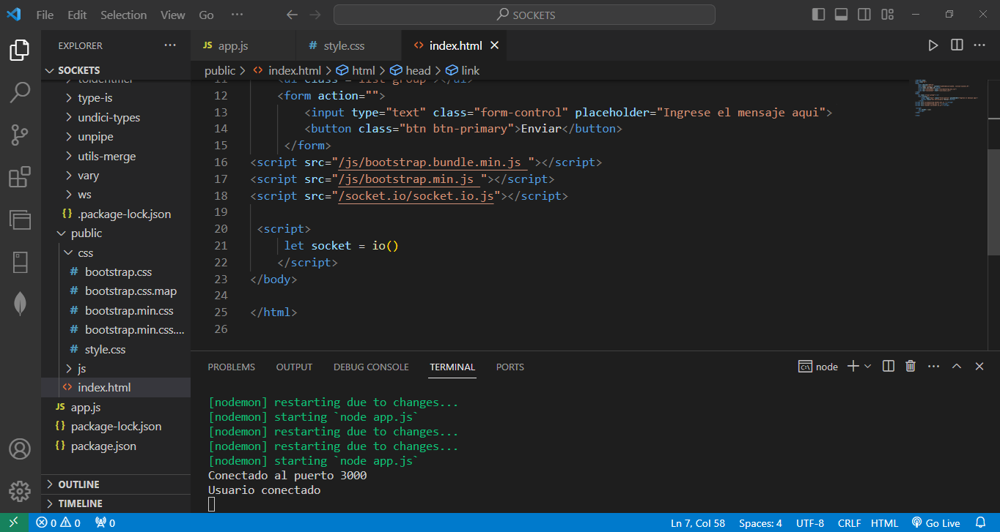 File Edit Selection View Go ··· SOCKETS
EXPLORER ···
SOCKETS
toidentifier
type-is
undici-types
unpipe
utils-merge
vary
ws
{} .package-lock.json
public
css
# bootstrap.css
# bootstrap.css.map
# bootstrap.min.css
# bootstrap.min.css....
# style.css
js
<> index.html
JS app.js
{} package-lock.json
{} package.json
OUTLINE
TIMELINE
JS app.js # style.css <> index.html ×
public > <> index.html > html > head > link
11 <ul class="list-group"></ul>
12 <form action="">
13 <input type="text" class="form-control" placeholder="Ingrese el mensaje aqui">
14 <button class="btn btn-primary">Enviar</button>
15 </form>
16 <script src="/js/bootstrap.bundle.min.js "></script>
17 <script src="/js/bootstrap.min.js "></script>
18 <script src="/socket.io/socket.io.js"></script>
19
20 <script>
21 let socket = io()
22 </script>
23 </body>
24
25 </html>
26
PROBLEMS OUTPUT DEBUG CONSOLE TERMINAL PORTS node
[nodemon] restarting due to changes...
[nodemon] starting `node app.js`
[nodemon] restarting due to changes...
[nodemon] restarting due to changes...
[nodemon] starting `node app.js`
Conectado al puerto 3000
Usuario conectado
0 0 0 Ln 7, Col 58 Spaces: 4 UTF-8 CRLF HTML Go Live